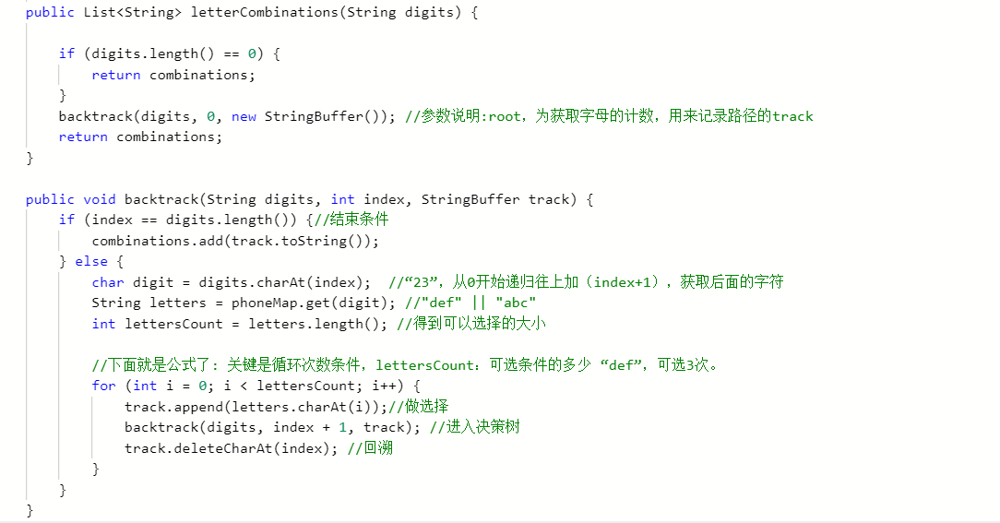 public List<String> letterCombinations(String digits) {
if (digits.length() == 0) {
return combinations;
}
backtrack(digits, 0, new StringBuffer()); //参数说明:root，为获取字母的计数，用来记录路径的track
return combinations;
}
public void backtrack(String digits, int index, StringBuffer track) {
if (index == digits.length()) {//结束条件
combinations.add(track.toString());
} else {
char digit = digits.charAt(index);  //“23”，从0开始递归往上加（index+1），获取后面的字符
String letters = phoneMap.get(digit); //"def" || "abc"
int lettersCount = letters.length(); //得到可以选择的大小
//下面就是公式了: 关键是循环次数条件，lettersCount：可选条件的多少 “def”，可选3次。
for (int i = 0; i < lettersCount; i++) {
track.append(letters.charAt(i));//做选择
backtrack(digits, index + 1, track); //进入决策树
track.deleteCharAt(index); //回溯
}
}
}